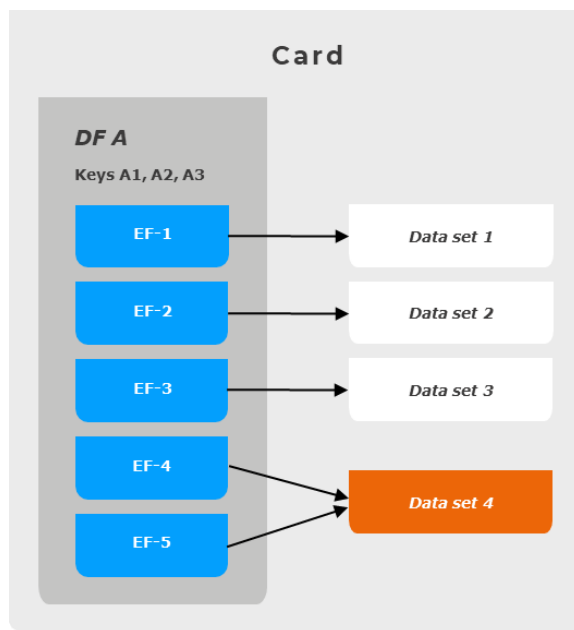 Card
DF A
Keys A1, A2, A3
EF-1
Data set 1
EF-2
Data set 2
EF-3
Data set 3
EF-4
Data set 4
EF-5